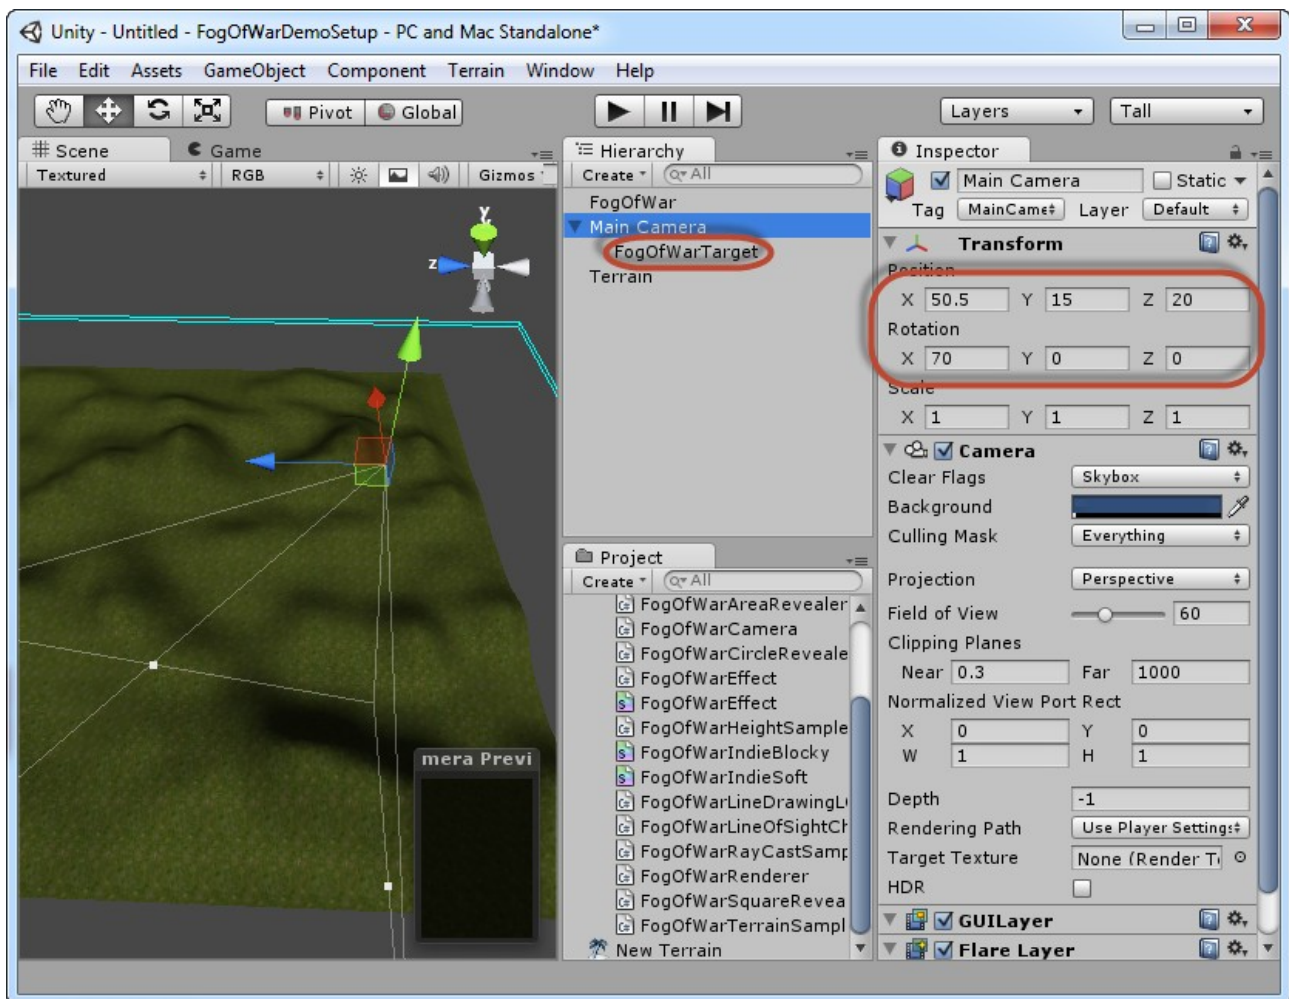 Unity - Untitled - FogOfWarDemoSetup - PC and Mac Standalone*
File Edit Assets GameObject Component Terrain Window Help
Pivot Global Layers Tall
Scene Game
Textured RGB Gizmos
y
z
mera Previ
Hierarchy
Create All
FogOfWar
Main Camera
FogOfWarTarget
Terrain
Project
Create All
FogOfWarAreaRevealer
FogOfWarCamera
FogOfWarCircleReveale
FogOfWarEffect
FogOfWarEffect
FogOfWarHeightSample
FogOfWarIndieBlocky
FogOfWarIndieSoft
FogOfWarLineDrawingL
FogOfWarLineOfSightCh
FogOfWarRayCastSamp
FogOfWarRenderer
FogOfWarSquareRevea
FogOfWarTerrainSampl
New Terrain
Inspector
Main Camera Static
Tag MainCame Layer Default
Transform
Position
X 50.5 Y 15 Z 20
Rotation
X 70 Y 0 Z 0
Scale
X 1 Y 1 Z 1
Camera
Clear Flags Skybox
Background
Culling Mask Everything
Projection Perspective
Field of View 60
Clipping Planes
Near 0.3 Far 1000
Normalized View Port Rect
X 0 Y 0
W 1 H 1
Depth -1
Rendering Path Use Player Settings
Target Texture None (Render T
HDR
GUILayer
Flare Layer